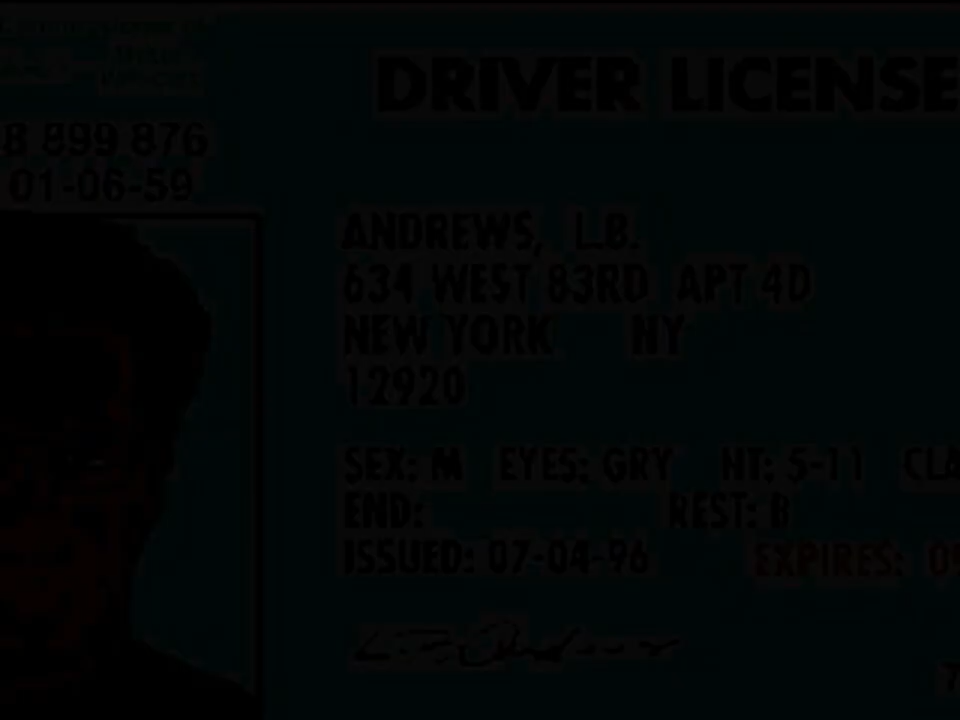 DRIVER LICENSE
8 899 876
01-06-59
ANDREWS, L.B.
634 WEST 83RD APT 4D
NEW YORK NY
12920
SEX: M EYES: GRY NT: 5-11
END: REST: B
ISSUED: 07-04-96 EXPIRES: